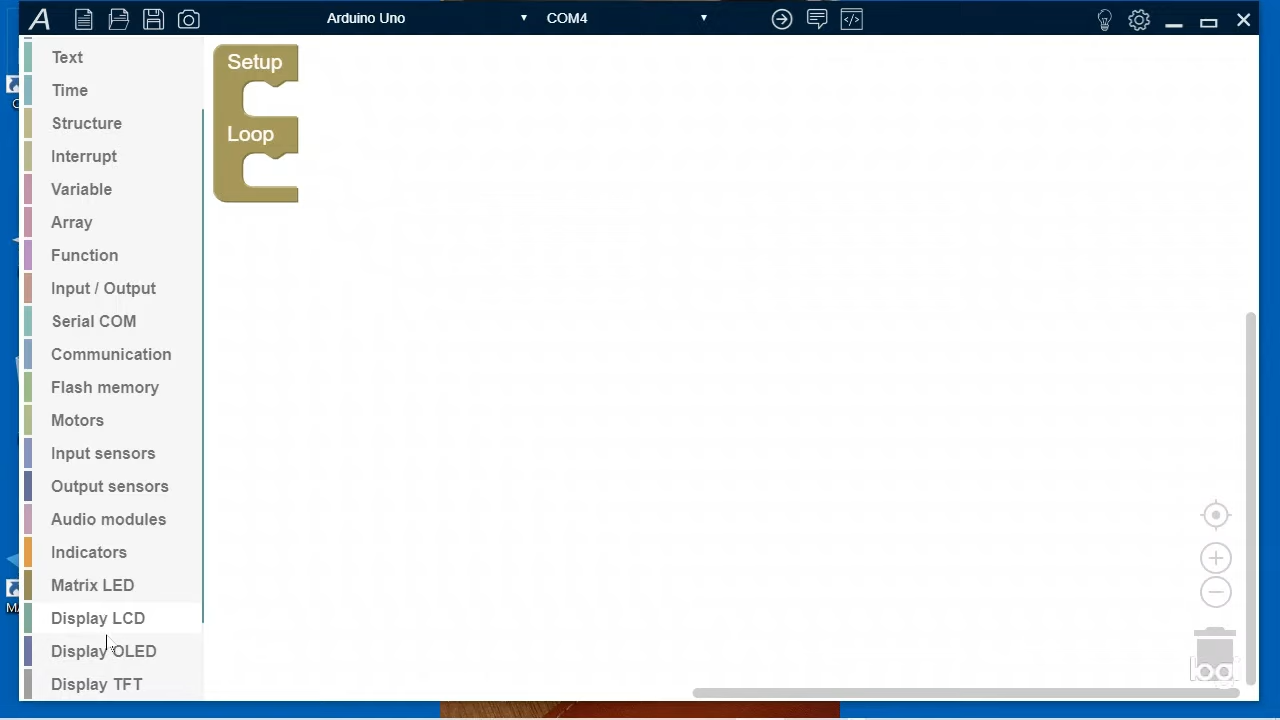 A
Arduino Uno
COM4
Text
Time
Structure
Interrupt
Variable
Array
Function
Input / Output
Serial COM
Communication
Flash memory
Motors
Input sensors
Output sensors
Audio modules
Indicators
Matrix LED
Display LCD
Display OLED
Display TFT
Setup
Loop